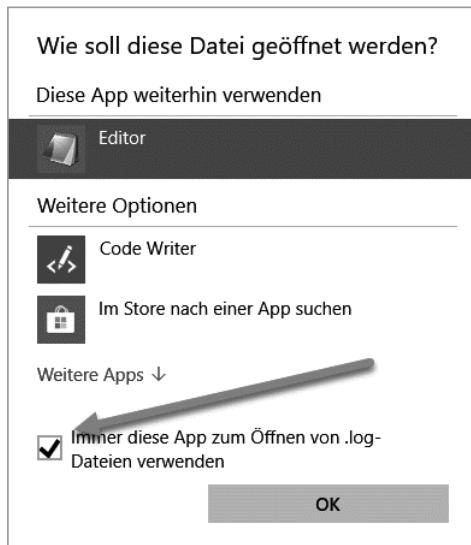 Wie soll diese Datei geöffnet werden?
Diese App weiterhin verwenden
Editor
Weitere Optionen
Code Writer
Im Store nach einer App suchen
Weitere Apps ↓
Immer diese App zum Öffnen von .log-
Dateien verwenden
OK